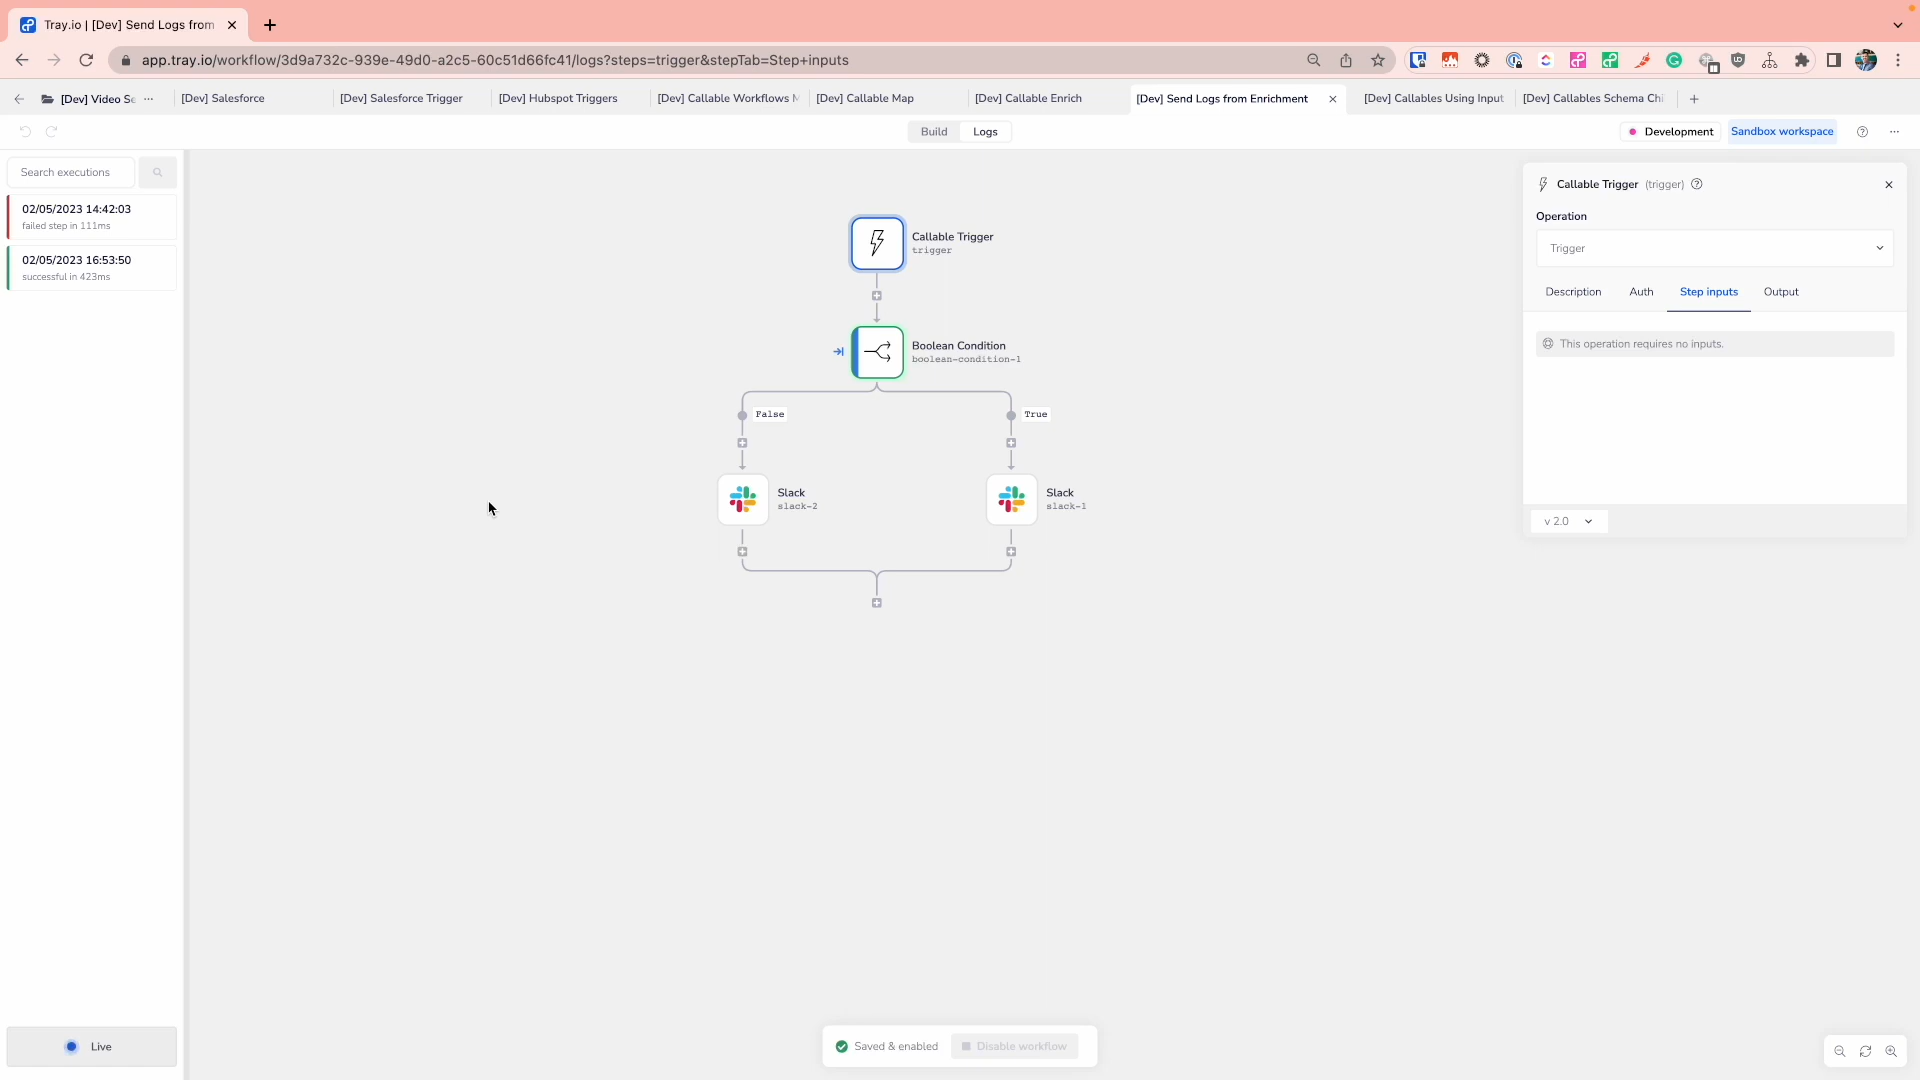 Tray.io | [Dev] Send Logs from
app.tray.io/workflow/3d9a732c-939e-49d0-a2c5-60c51d66fc41/logs?steps=trigger&stepTab=Step+inputs
[Dev] Video Se
[Dev] Salesforce
[Dev] Salesforce Trigger
[Dev] Hubspot Triggers
[Dev] Callable Workflows
[Dev] Callable Map
[Dev] Callable Enrich
[Dev] Send Logs from Enrichment
[Dev] Callables Using Input
[Dev] Callables Schema Chi
Build
Logs
Development
Sandbox workspace
Search executions
02/05/2023 14:42:03
failed step in 111ms
02/05/2023 16:53:50
successful in 423ms
Callable Trigger
trigger
Boolean Condition
boolean-condition-1
False
True
Slack
slack-2
Slack
slack-1
Callable Trigger (trigger)
Operation
Trigger
Description
Auth
Step inputs
Output
This operation requires no inputs.
v 2.0
Live
Saved & enabled
Disable workflow